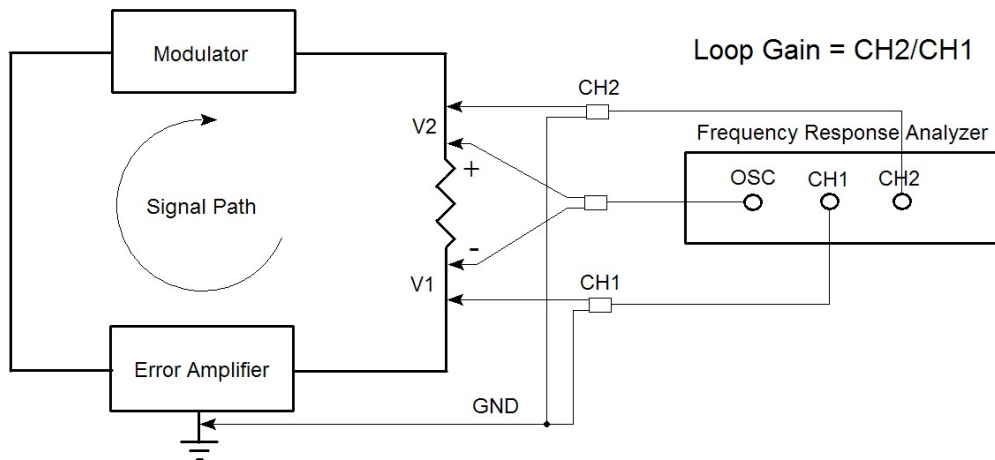 Modulator
Loop Gain = CH2/CH1
CH2
V2
Frequency Response Analyzer
+
OSC
CH1
CH2
Signal Path
-
V1
CH1
Error Amplifier
GND